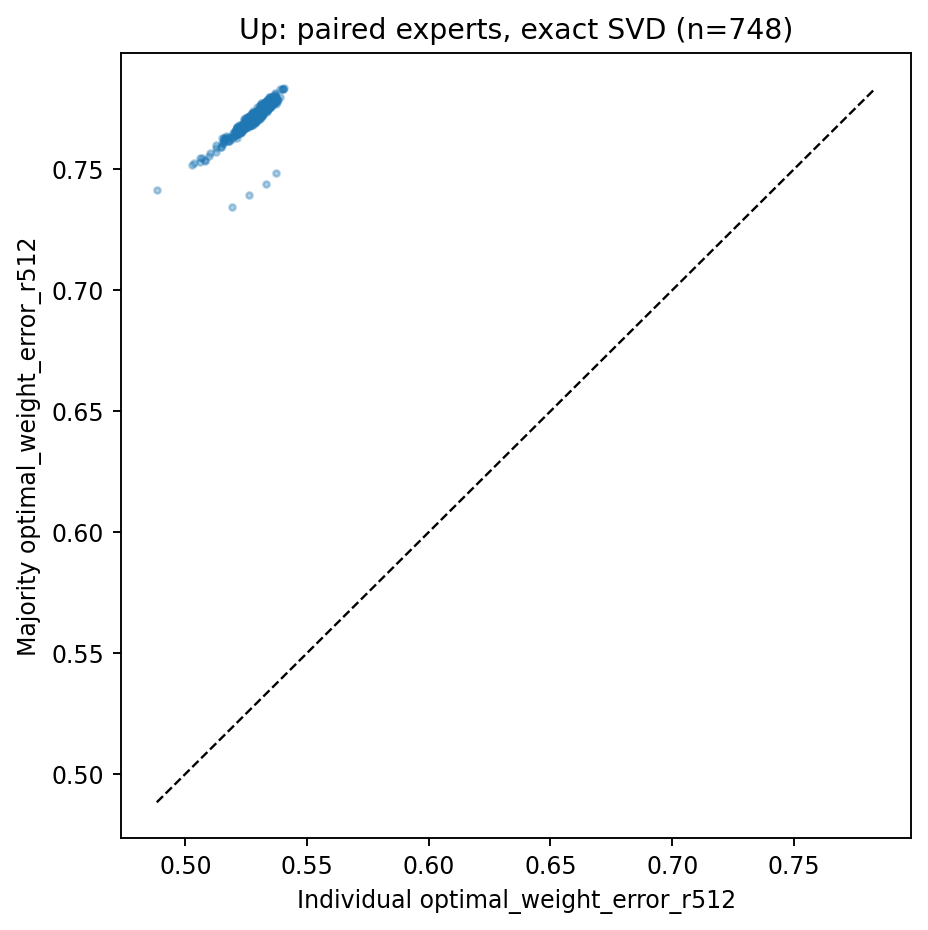 Up: paired experts, exact SVD (n=748)
Majority optimal_weight_error_r512
0.75
0.70
0.65
0.60
0.55
0.50
0.50 0.55 0.60 0.65 0.70 0.75
Individual optimal_weight_error_r512